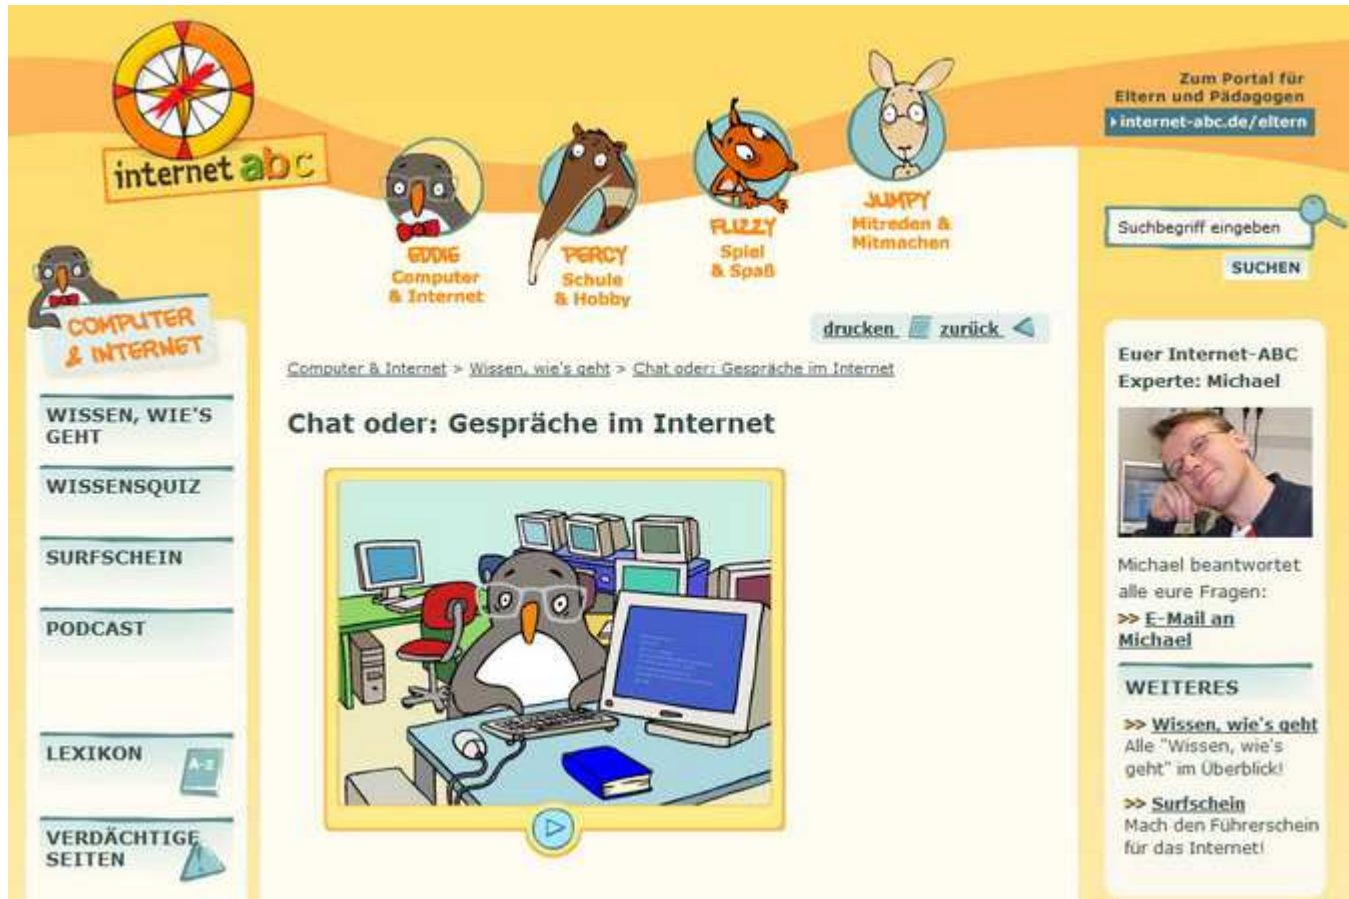 internet abc
EDDIE
Computer
& Internet
PERCY
Schule
& Hobby
FLIZZY
Spiel
& Spaß
JUMPY
Mitreden &
Mitmachen
Zum Portal für
Eltern und Pädagogen
internet-abc.de/eltern
Suchbegriff eingeben
SUCHEN
COMPUTER
& INTERNET
WISSEN, WIE'S
GEHT
WISSENSQUIZ
SURFSCHEIN
PODCAST
LEXIKON
A-Z
VERDÄCHTIGE
SEITEN
drucken zurück
Computer & Internet > Wissen, wie's geht > Chat oder: Gespräche im Internet
Chat oder: Gespräche im Internet
Euer Internet-ABC
Experte: Michael
Michael beantwortet
alle eure Fragen:
>> E-Mail an
Michael
WEITERES
>> Wissen, wie's geht
Alle "Wissen, wie's
geht" im Überblick!
>> Surfschein
Mach den Führerschein
für das Internet!